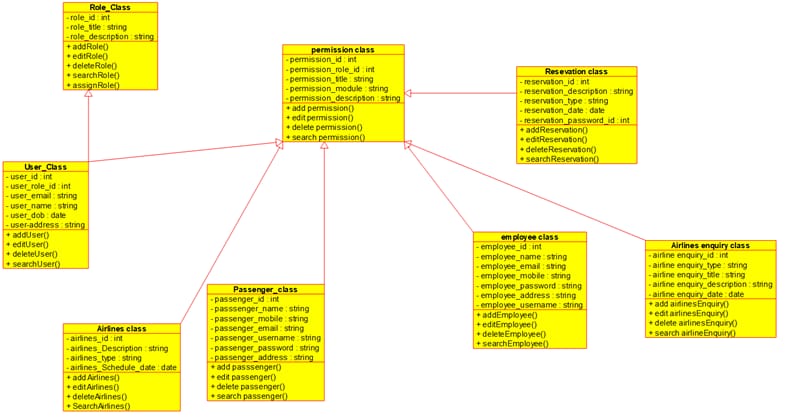 Role_Class
- role_id : int
- role_title : string
- role_description : string
+ addRole()
+ editRole()
+ deleteRole()
+ searchRole()
+ assignRole()
permission class
- permission_id : int
- permission_role_id : int
- permission_title : string
- permission_module : string
- permission_description : string
+ add permission()
+ edit permission()
+ delete permission()
+ search permission()
Resevation class
- reservation_id : int
- reservation_description : string
- reservation_type : string
- reservation_date : date
- reservation_password_id : int
+ addReservation()
+ editReservation()
+ deleteReservation()
+ searchReservation()
User_Class
- user_id : int
- user_role_id : int
- user_email : string
- user_name : string
- user_dob : date
- user-address : string
+ addUser()
+ editUser()
+ deleteUser()
+ searchUser()
employee class
- employee_id : int
- employee_name : string
- employee_email : string
- employee_mobile : string
- employee_password : string
- employee_address : string
- employee_username : string
+ addEmployee()
+ editEmployee()
+ deleteEmployee()
+ searchEmployee()
Airlines enquiry class
- airline enquiry_id : int
- airline enquiry_type : string
- airline enquiry_title : string
- airline enquiry_description : string
- airline enquiry_date : date
+ add airlinesEnquiry()
+ edit airlinesEnquiry()
+ delete airlinesEnquiry()
+ search airlineEnquiry()
Passenger_class
- passenger_id : int
- passsenger_name : string
- passenger_mobile : string
- passenger_email : string
- passenger_username : string
- passenger_password : string
- passenger_address : string
+ add passsenger()
+ edit passenger()
+ delete passenger()
+ search passenger()
Airlines class
- airlines_id : int
- airlines_Description : string
- airlines_type : string
- airlines_Schedule_date : date
+ addAirlines()
+ editAirlines()
+ deleteAirlines()
+ SearchAirlines()